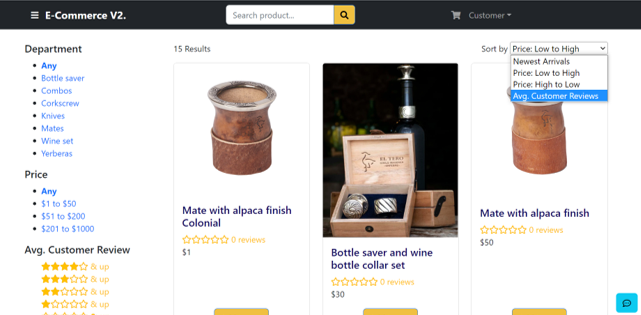 E-Commerce V2.
Search product...
Customer
Department
Any
Bottle saver
Combos
Corkscrew
Knives
Mates
Wine set
Yerberas
Price
Any
$1 to $50
$51 to $200
$201 to $1000
Avg. Customer Review
& up
& up
& up
& up
15 Results
Sort by Price: Low to High
Newest Arrivals
Price: Low to High
Price: High to Low
Avg. Customer Reviews
Mate with alpaca finish
Colonial
0 reviews
$1
EL YEBO
Bottle saver and wine
bottle collar set
0 reviews
$30
Mate with alpaca finish
0 reviews
$50